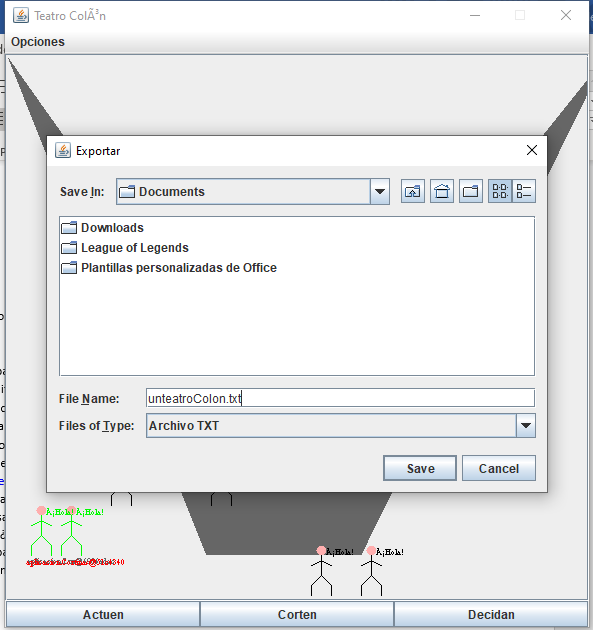 Teatro ColÃ³n
Opciones
Exportar
Save In:
Documents
Downloads
League of Legends
Plantillas personalizadas de Office
File Name:
unteatroColon.txt
Files of Type:
Archivo TXT
Save
Cancel
Â¡Hola! Â¡Hola!
Â¡Hola!
Â¡Hola!
Actuen
Corten
Decidan